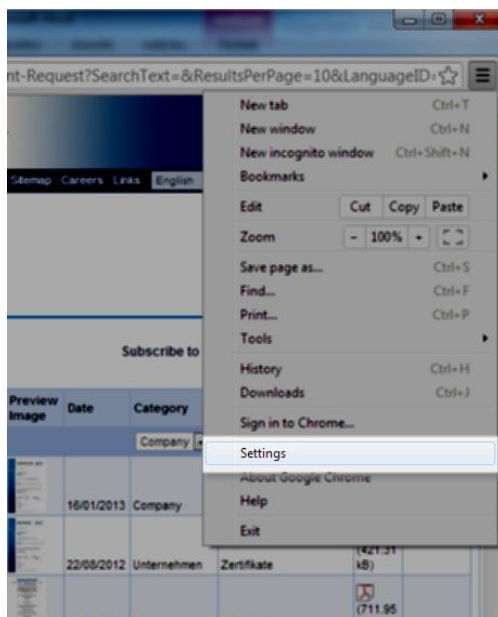 nt-Request?SearchText=&ResultsPerPage=10&LanguageID=
New tab Ctrl+T
New window Ctrl+N
New incognito window Ctrl+Shift+N
Bookmarks
Edit Cut Copy Paste
Zoom - 100% +
Save page as... Ctrl+S
Find... Ctrl+F
Print... Ctrl+P
Tools
History Ctrl+H
Downloads Ctrl+J
Sign in to Chrome...
Settings
About Google Chrome
Help
Exit
Sitemap Careers Links English
Subscribe to
Preview Image Date Category
Company
16/01/2013 Company
22/08/2012 Unternehmen Zertifikate (421.31 kB)
(711.95